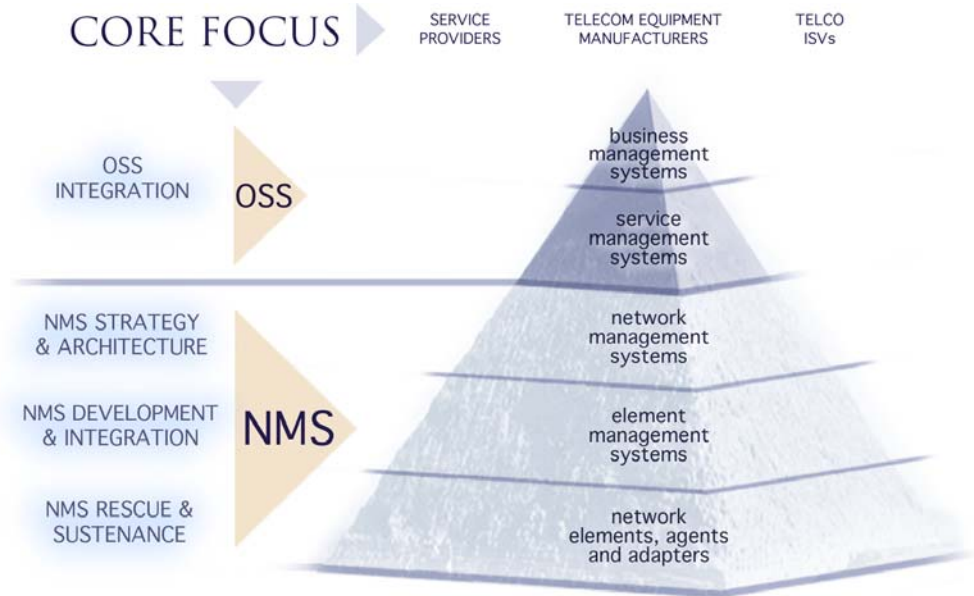 CORE FOCUS
SERVICE
PROVIDERS
TELECOM EQUIPMENT
MANUFACTURERS
TELCO
ISVs
OSS
INTEGRATION
OSS
business
management
systems
service
management
systems
NMS STRATEGY
& ARCHITECTURE
NMS DEVELOPMENT
& INTEGRATION
NMS RESCUE &
SUSTENANCE
NMS
network
management
systems
element
management
systems
network
elements, agents
and adapters